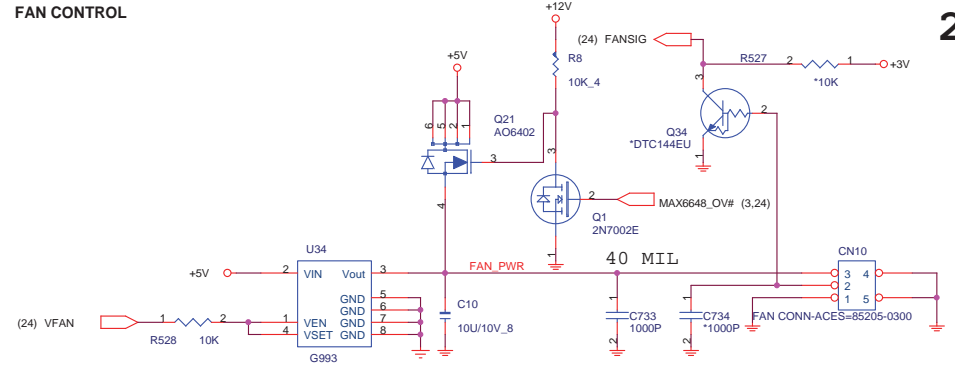 FAN CONTROL
2
+12V
(24) FANSIG
+5V
R8
10K_4
R527
2
1
+3V
*10K
6
5
2
1
Q21
AO6402
3
3
3
2
Q34
*DTC144EU
1
4
2
MAX6648_OV# (3,24)
Q1
2N7002E
1
U34
40 MIL
CN10
+5V
2
VIN
Vout
3
FAN_PWR
3
4
2
1
5
GND
5
GND
6
GND
7
GND
8
C10
10U/10V_8
1
C733
1000P
2
1
C734
*1000P
2
FAN CONN-ACES=85205-0300
(24) VFAN
1
2
R528
10K
1
VEN
4
VSET
G993